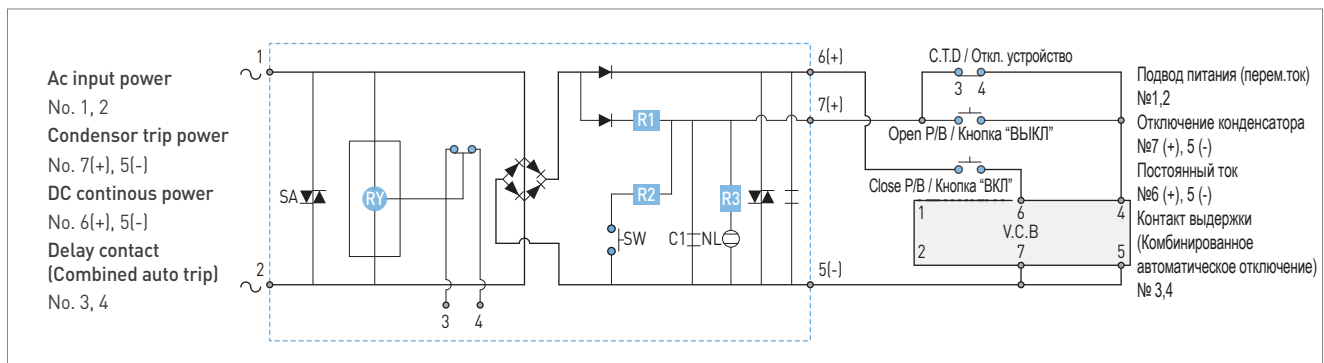 Ac input power
No. 1, 2
Condensor trip power
No. 7(+), 5(-)
DC continous power
No. 6(+), 5(-)
Delay contact
(Combined auto trip)
No. 3, 4
1
2
SA
RY
3 4
R1
R2
R3
SW
C1
NL
6(+)
7(+)
5(-)
C.T.D / Откл. устройство
3 4
Open P/B / Кнопка “ВЫКЛ”
Close P/B / Кнопка “ВКЛ”
1 6 4
V.C.B
2 7 5
Подвод питания (перем.ток)
№1,2
Отключение конденсатора
№7 (+), 5 (-)
Постоянный ток
№6 (+), 5 (-)
Контакт выдержки
(Комбинированное
автоматическое отключение)
№ 3,4